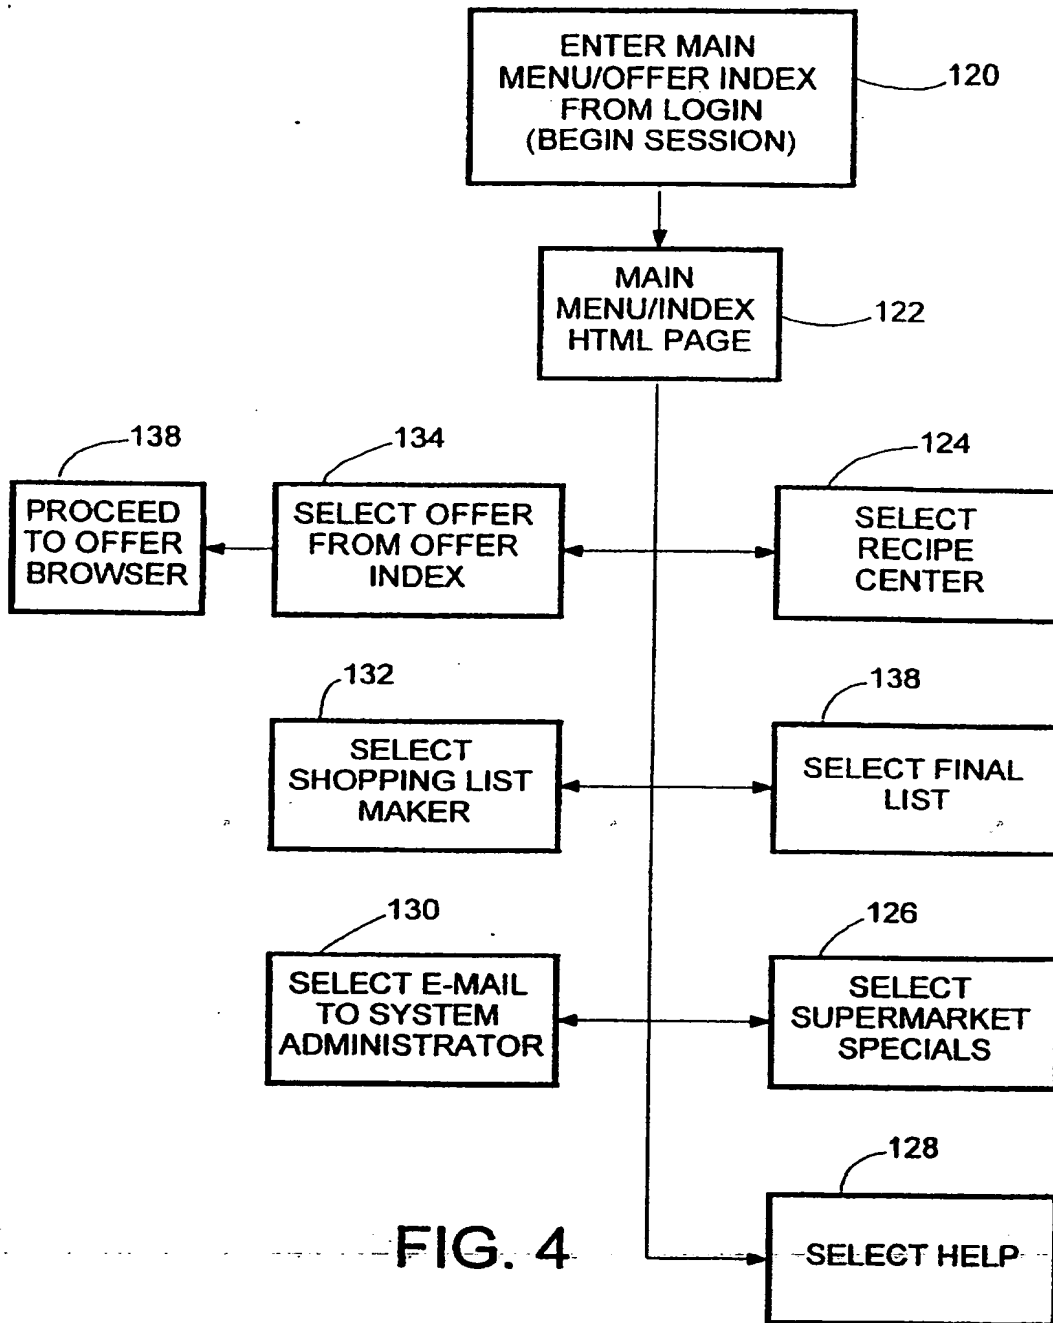 ENTER MAIN
MENU/OFFER INDEX
FROM LOGIN
(BEGIN SESSION)
120
MAIN
MENU/INDEX
HTML PAGE
122
138
PROCEED
TO OFFER
BROWSER
134
SELECT OFFER
FROM OFFER
INDEX
124
SELECT
RECIPE
CENTER
132
SELECT
SHOPPING LIST
MAKER
138
SELECT FINAL
LIST
130
SELECT E-MAIL
TO SYSTEM
ADMINISTRATOR
126
SELECT
SUPERMARKET
SPECIALS
128
SELECT HELP
FIG. 4